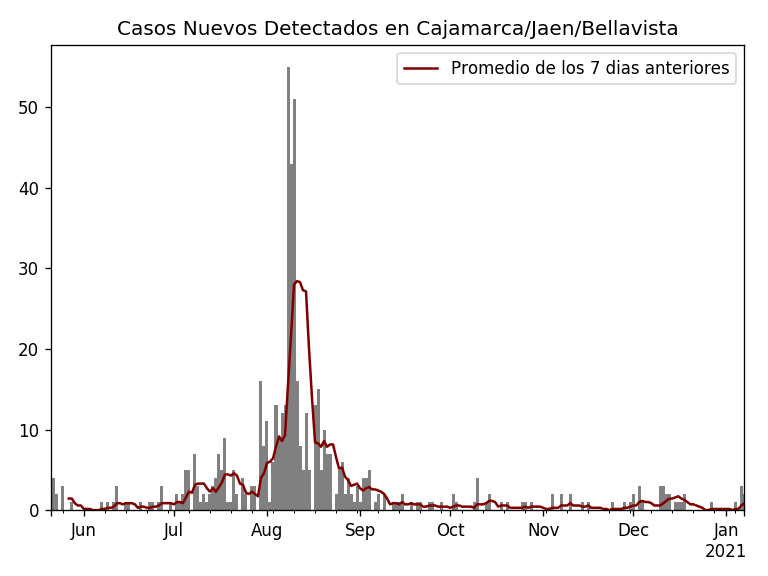 Casos Nuevos Detectados en Cajamarca/Jaen/Bellavista
Promedio de los 7 dias anteriores
50
40
30
20
10
0
Jun Jul Aug Sep Oct Nov Dec Jan
2021